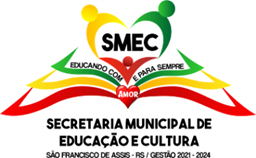 SMEC
EDUCANDO COM AMOR E PARA SEMPRE
SECRETARIA MUNICIPAL DE
EDUCAÇÃO E CULTURA
SÃO FRANCISCO DE ASSIS - RS / GESTÃO 2021 - 2024